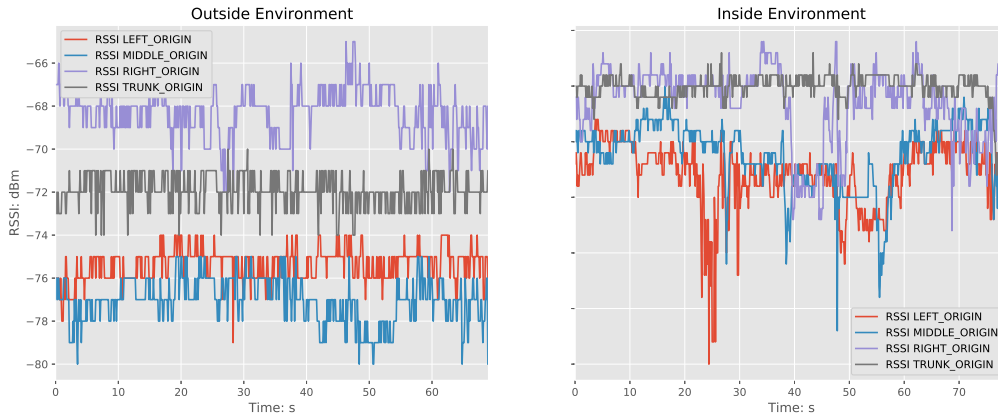 Outside Environment
RSSI LEFT_ORIGIN
RSSI MIDDLE_ORIGIN
RSSI RIGHT_ORIGIN
RSSI TRUNK_ORIGIN
RSSI: dBm
−66
−68
−70
−72
−74
−76
−78
−80
0 10 20 30 40 50 60
Time: s
Inside Environment
RSSI LEFT_ORIGIN
RSSI MIDDLE_ORIGIN
RSSI RIGHT_ORIGIN
RSSI TRUNK_ORIGIN
0 10 20 30 40 50 60 70
Time: s